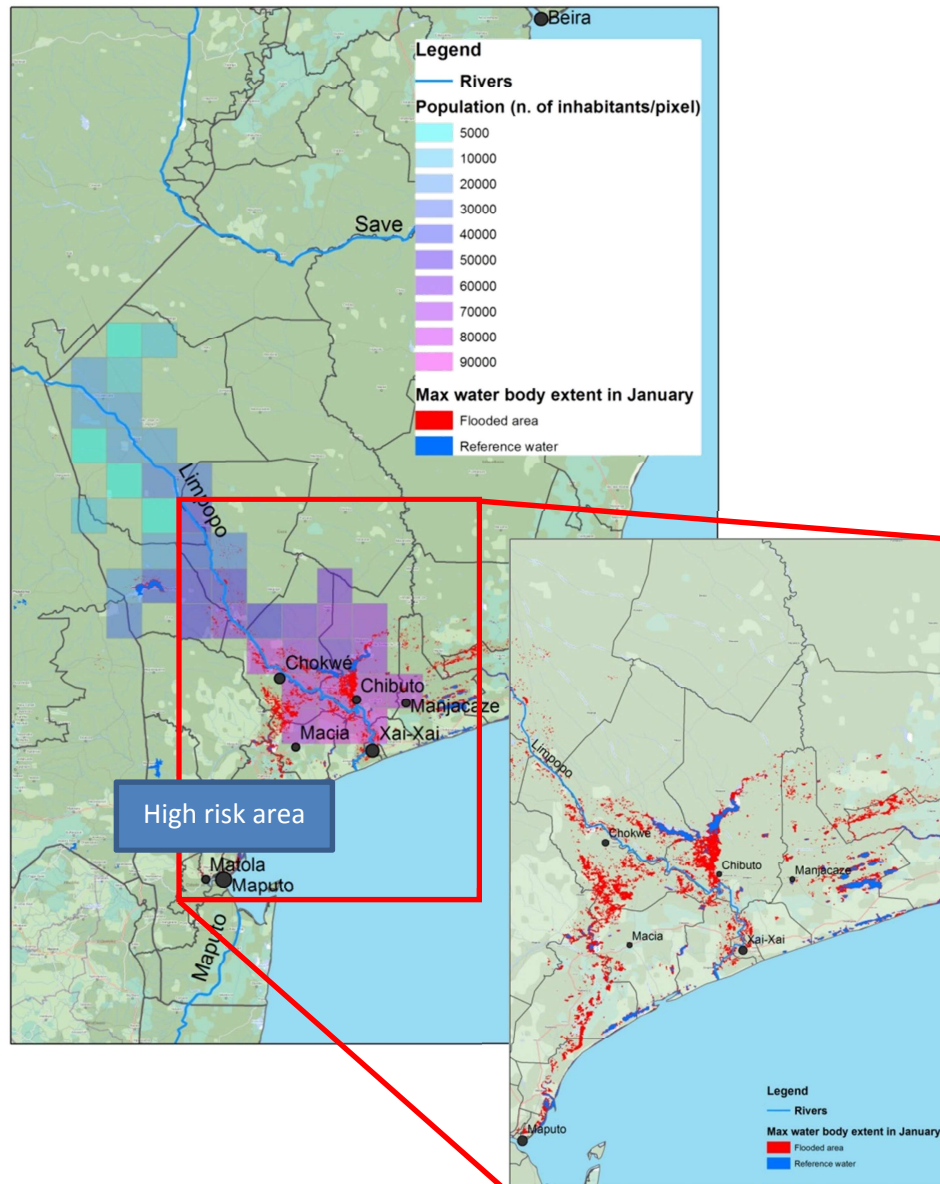 Beira
Legend
Rivers
Population (n. of inhabitants/pixel)
5000
10000
20000
30000
40000
50000
60000
70000
80000
90000
Max water body extent in January
Flooded area
Reference water
Save
Limpopo
Chokwé
Chibuto
Manjacaze
Macia
Xai-Xai
High risk area
Matola
Maputo
Maputo
Limpopo
Chokwé
Chibuto
Manjacaze
Macia
Xai-Xai
Maputo
Legend
Rivers
Max water body extent in January
Flooded area
Reference water